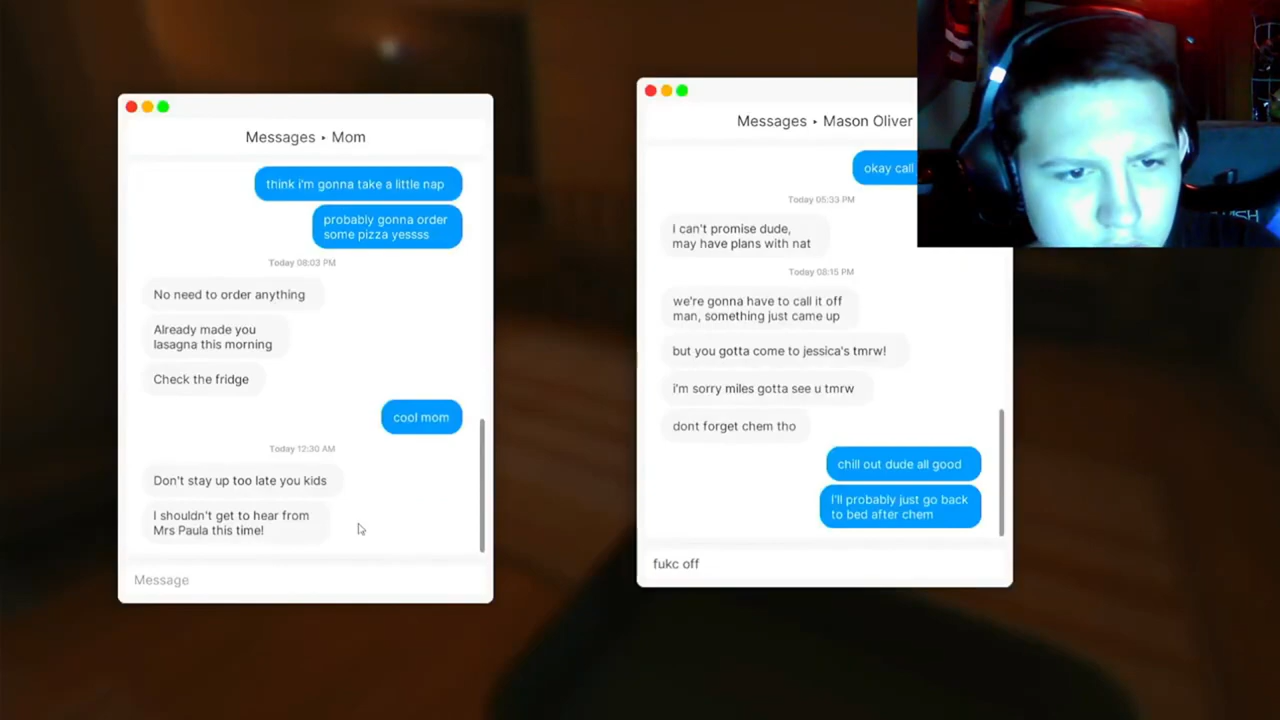 Messages ‣ Mom
think i'm gonna take a little nap
probably gonna order
some pizza yessss
Today 08:03 PM
No need to order anything
Already made you
lasagna this morning
Check the fridge
cool mom
Today 12:30 AM
Don't stay up too late you kids
I shouldn't get to hear from
Mrs Paula this time!
Message
Messages ‣ Mason Oliver
okay call
Today 05:33 PM
I can't promise dude,
may have plans with nat
Today 08:15 PM
we're gonna have to call it off
man, something just came up
but you gotta come to jessica's tmrw!
i'm sorry miles gotta see u tmrw
dont forget chem tho
chill out dude all good
I'll probably just go back
to bed after chem
fukc off